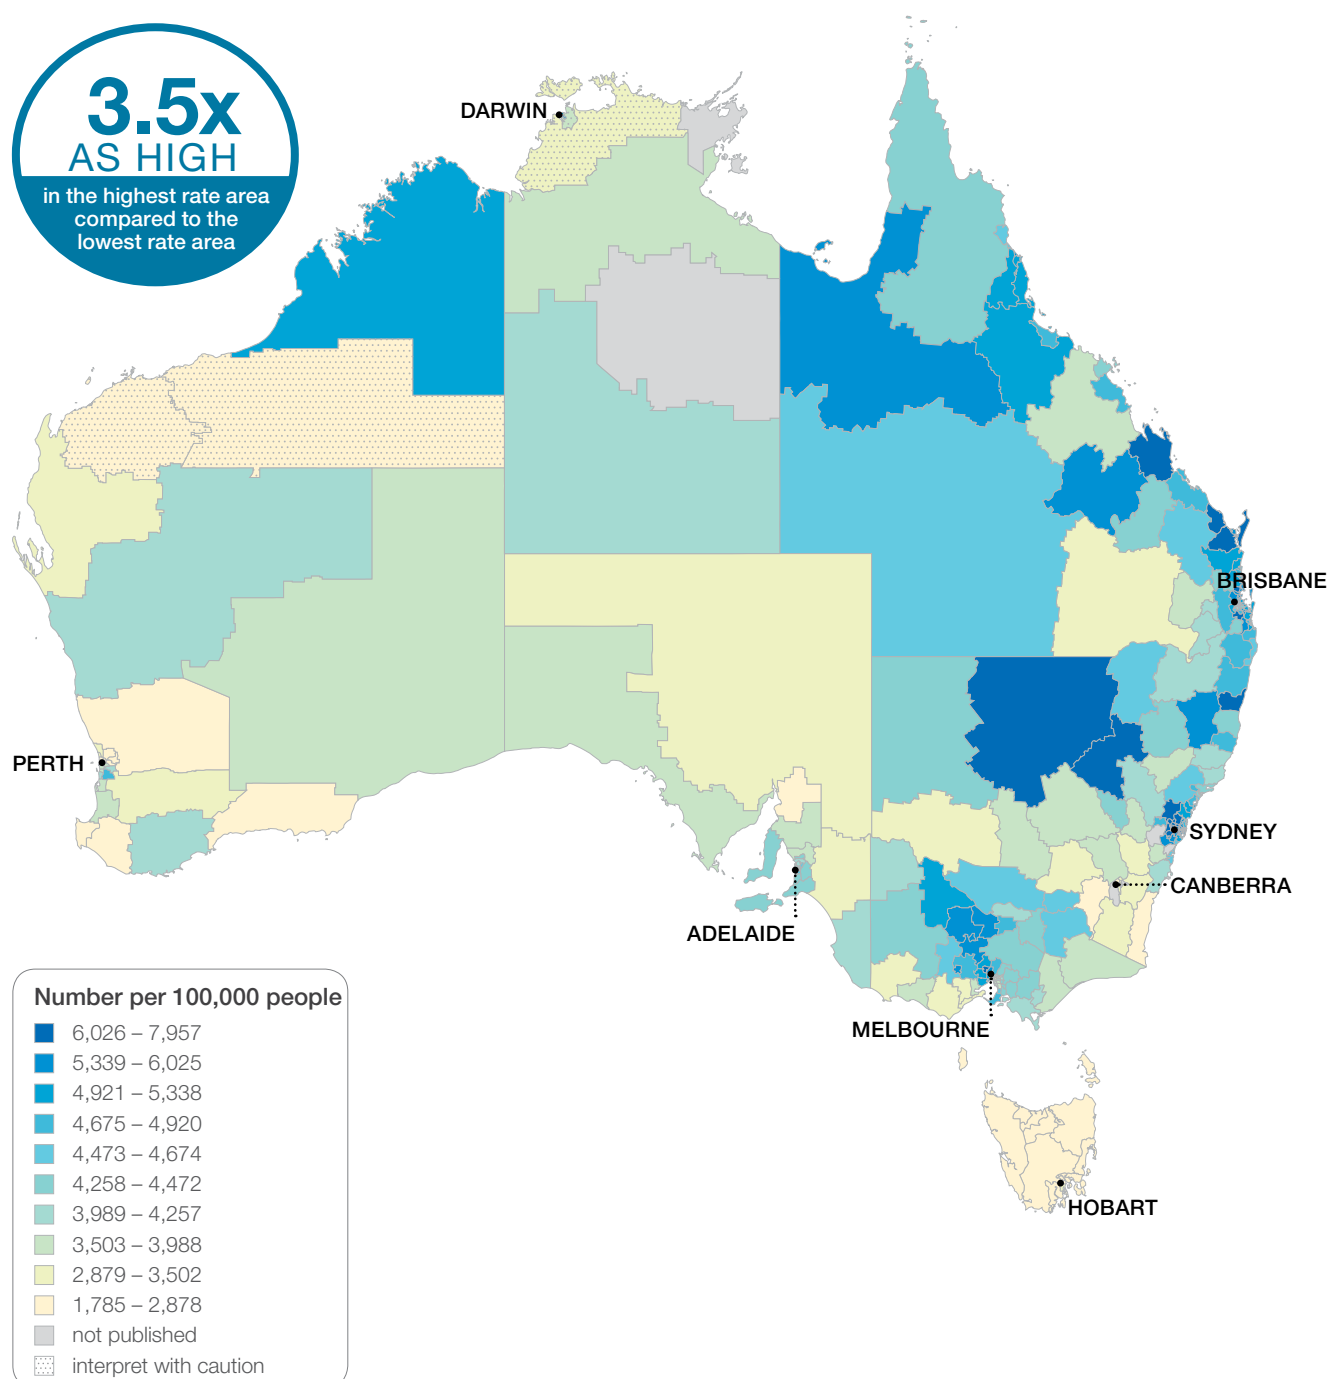 3.5x
AS HIGH
in the highest rate area
compared to the
lowest rate area
DARWIN
BRISBANE
PERTH
SYDNEY
CANBERRA
ADELAIDE
MELBOURNE
HOBART
Number per 100,000 people
6,026 – 7,957
5,339 – 6,025
4,921 – 5,338
4,675 – 4,920
4,473 – 4,674
4,258 – 4,472
3,989 – 4,257
3,503 – 3,988
2,879 – 3,502
1,785 – 2,878
not published
interpret with caution